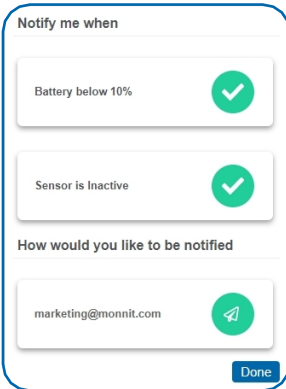 Notify me when
Battery below 10%
Sensor is Inactive
How would you like to be notified
marketing@monnit.com
Done